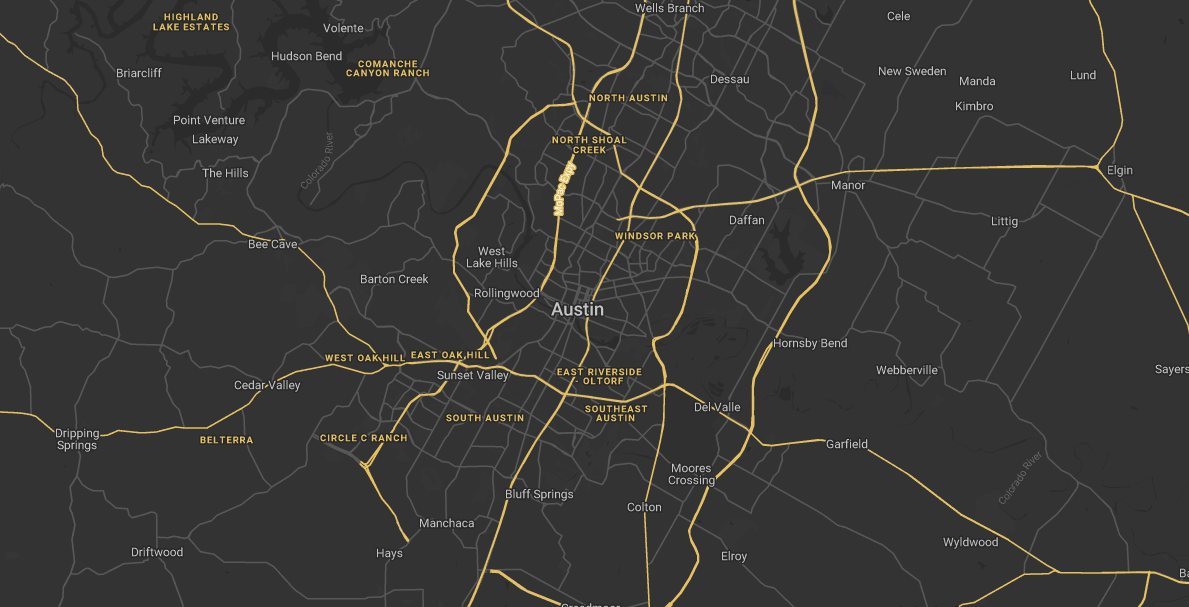 Wells Branch
HIGHLAND
LAKE ESTATES
Cele
Volente
Hudson Bend
COMANCHE
CANYON RANCH
Briarcliff
New Sweden
Lund
Dessau
Manda
NORTH AUSTIN
Kimbro
Point Venture
Lakeway
NORTH SHOAL
CREEK
Colorado River
The Hills
Elgin
MoPac Expy
Manor
Daffan
Littig
WINDSOR PARK
Bee Cave
West
Lake Hills
Barton Creek
Rollingwood
Austin
Hornsby Bend
WEST OAK HILL
EAST OAK HILL
Sunset Valley
EAST RIVERSIDE
- OLTORF
Webberville
Sayers
Cedar Valley
Del Valle
SOUTH AUSTIN
SOUTHEAST
AUSTIN
Dripping
Springs
BELTERRA
CIRCLE C RANCH
Garfield
Moores
Crossing
Colorado River
Bluff Springs
Colton
Manchaca
Wyldwood
Driftwood
Hays
Elroy
Ba
Creedmoor